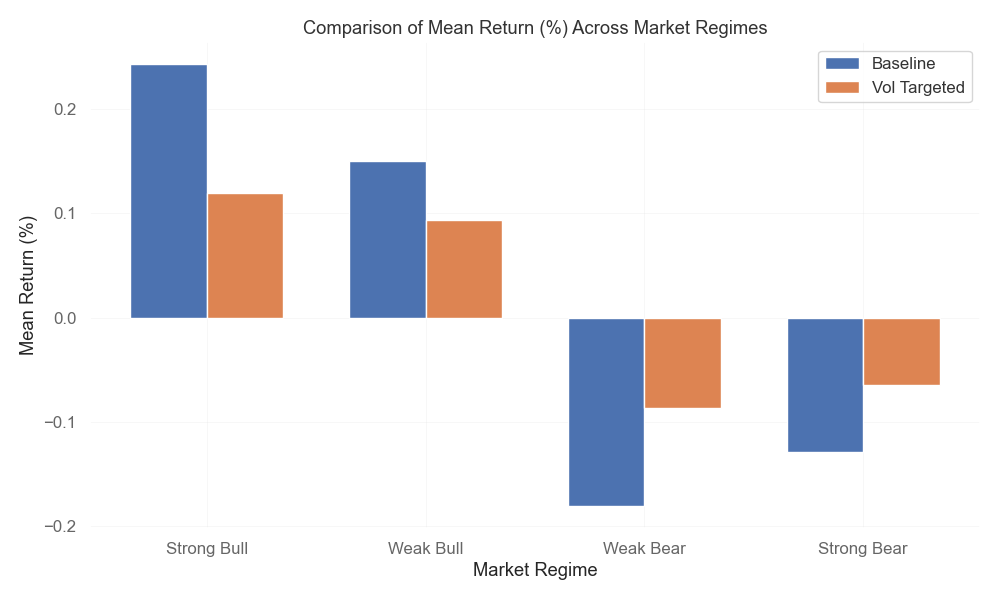 Comparison of Mean Return (%) Across Market Regimes
Baseline
Vol Targeted
Mean Return (%)
0.2
0.1
0.0
−0.1
−0.2
Strong Bull
Weak Bull
Weak Bear
Strong Bear
Market Regime